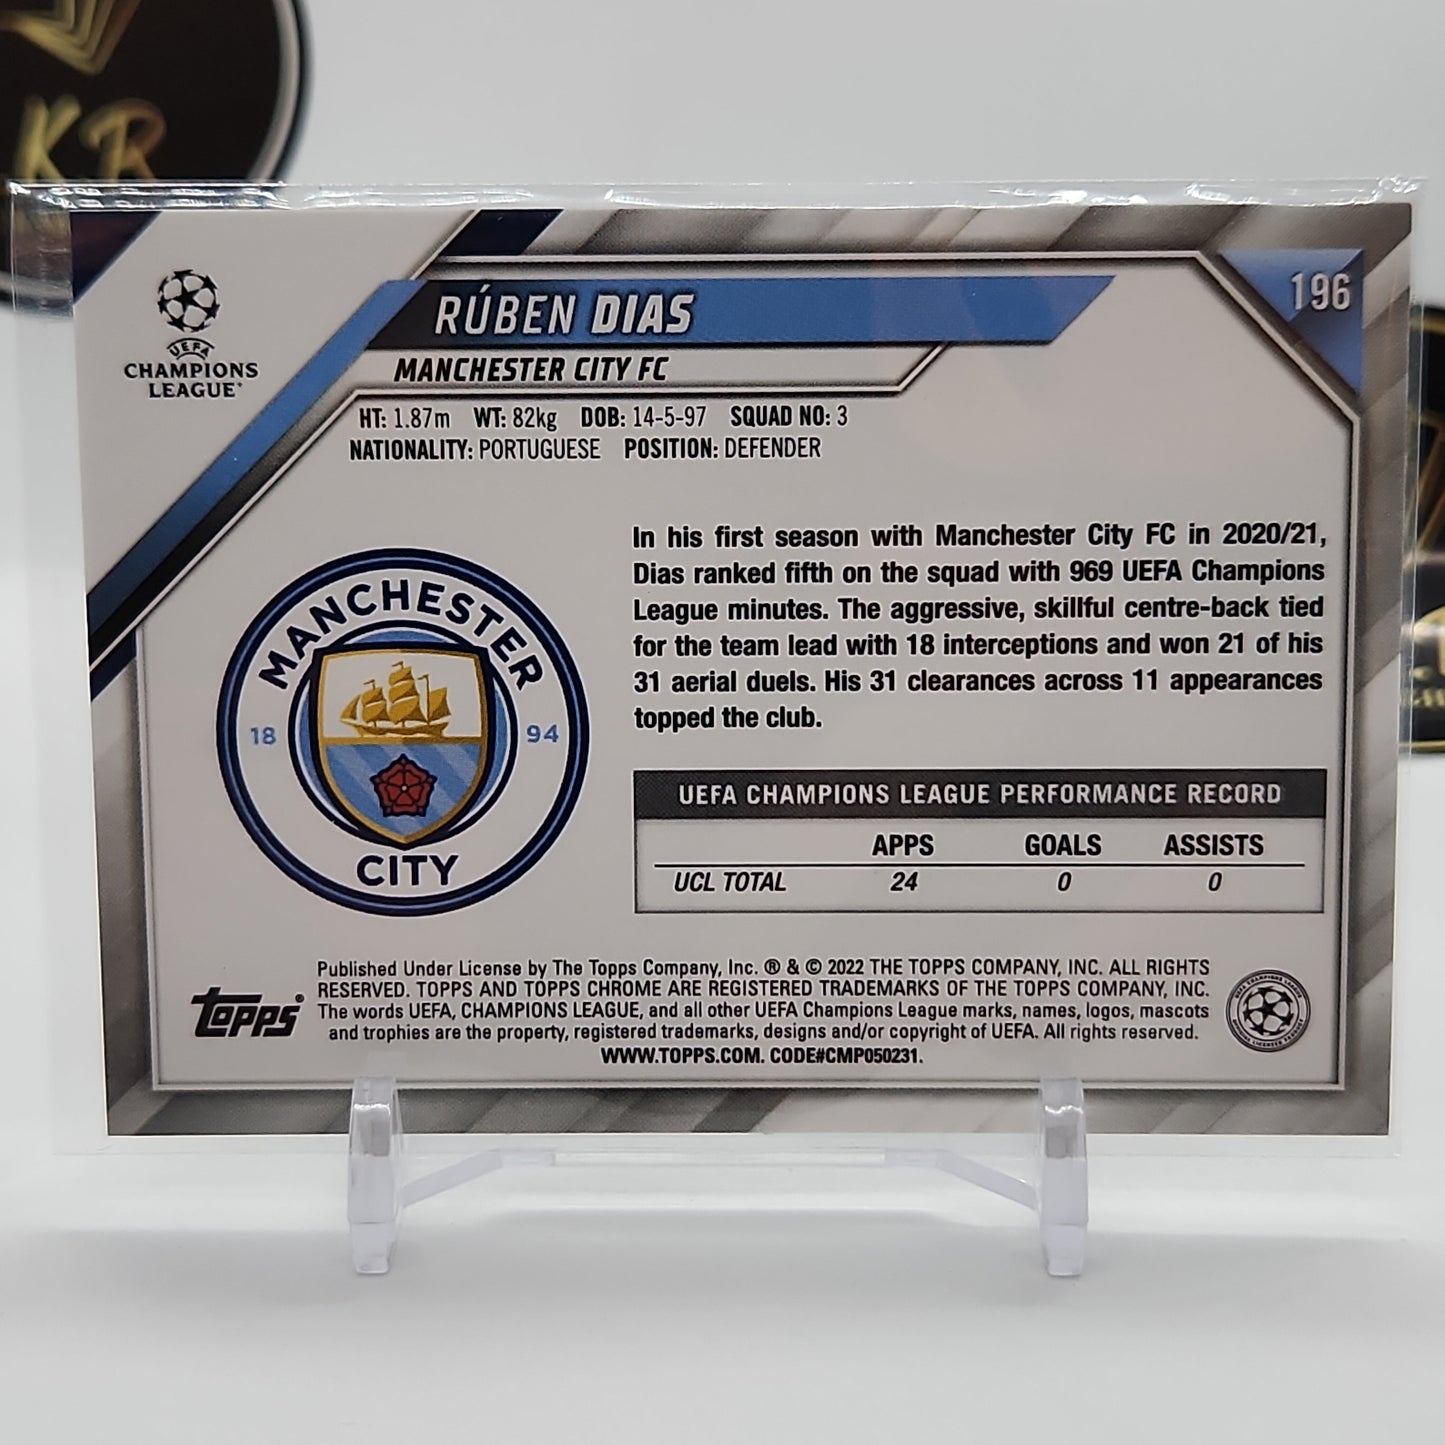 KR
UEFA
CHAMPIONS
LEAGUE
RÚBEN DIAS
196
MANCHESTER CITY FC
HT: 1.87m WT: 82kg DOB: 14-5-97 SQUAD NO: 3
NATIONALITY: PORTUGUESE POSITION: DEFENDER
MANCHESTER
18 94
CITY
In his first season with Manchester City FC in 2020/21,
Dias ranked fifth on the squad with 969 UEFA Champions
League minutes. The aggressive, skillful centre-back tied
for the team lead with 18 interceptions and won 21 of his
31 aerial duels. His 31 clearances across 11 appearances
topped the club.
UEFA CHAMPIONS LEAGUE PERFORMANCE RECORD
APPS GOALS ASSISTS
UCL TOTAL 24 0 0
topps®
Published Under License by The Topps Company, Inc. ® & © 2022 THE TOPPS COMPANY, INC. ALL RIGHTS
RESERVED. TOPPS AND TOPPS CHROME ARE REGISTERED TRADEMARKS OF THE TOPPS COMPANY, INC.
The words UEFA, CHAMPIONS LEAGUE, and all other UEFA Champions League marks, names, logos, mascots
and trophies are the property, registered trademarks, designs and/or copyright of UEFA. All rights reserved.
WWW.TOPPS.COM. CODE#CMP050231.